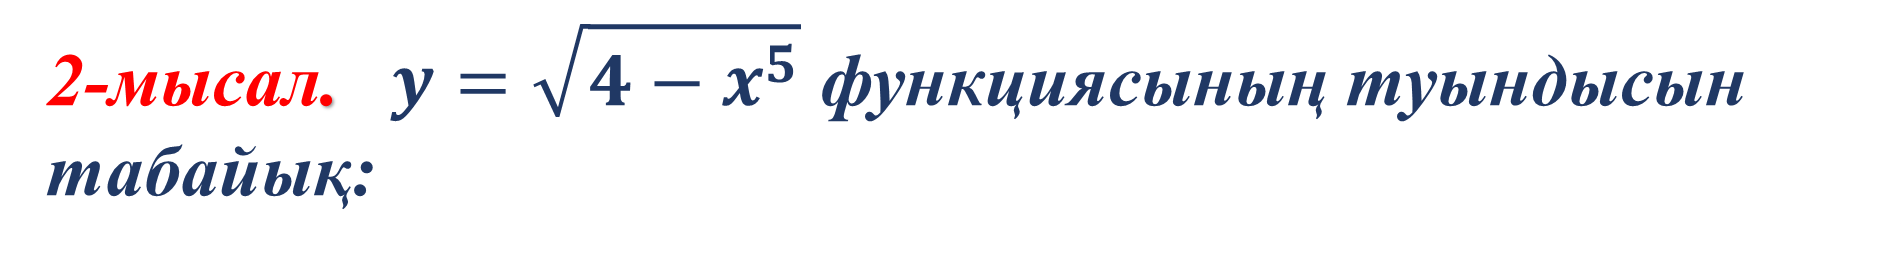 2-мысал. y = √4 − x⁵ функциясының туындысын
табайық: